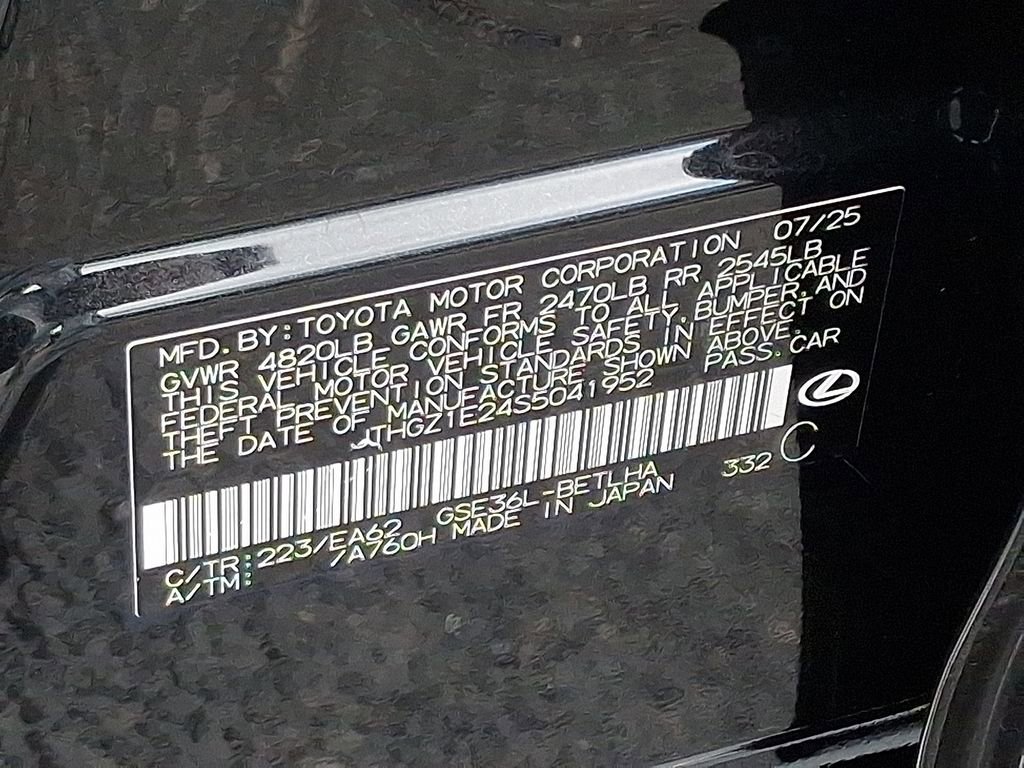 MFD. BY: TOYOTA MOTOR CORPORATION 07/25
GVWR 4820LB GAWR FR 2470LB RR 2545LB
THIS VEHICLE CONFORMS TO ALL APPLICABLE
FEDERAL MOTOR VEHICLE SAFETY, BUMPER, AND
THEFT PREVENTION STANDARDS IN EFFECT ON
THE DATE OF MANUFACTURE SHOWN ABOVE.
JTHGZ1E24S5041952 PASS. CAR
C/TR: 223/EA62 GSE36L-BETLHA 332 C
A/TM: /A760H MADE IN JAPAN